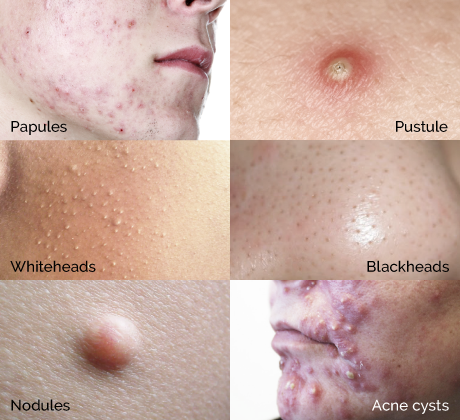 Papules
Pustule
Whiteheads
Blackheads
Nodules
Acne cysts